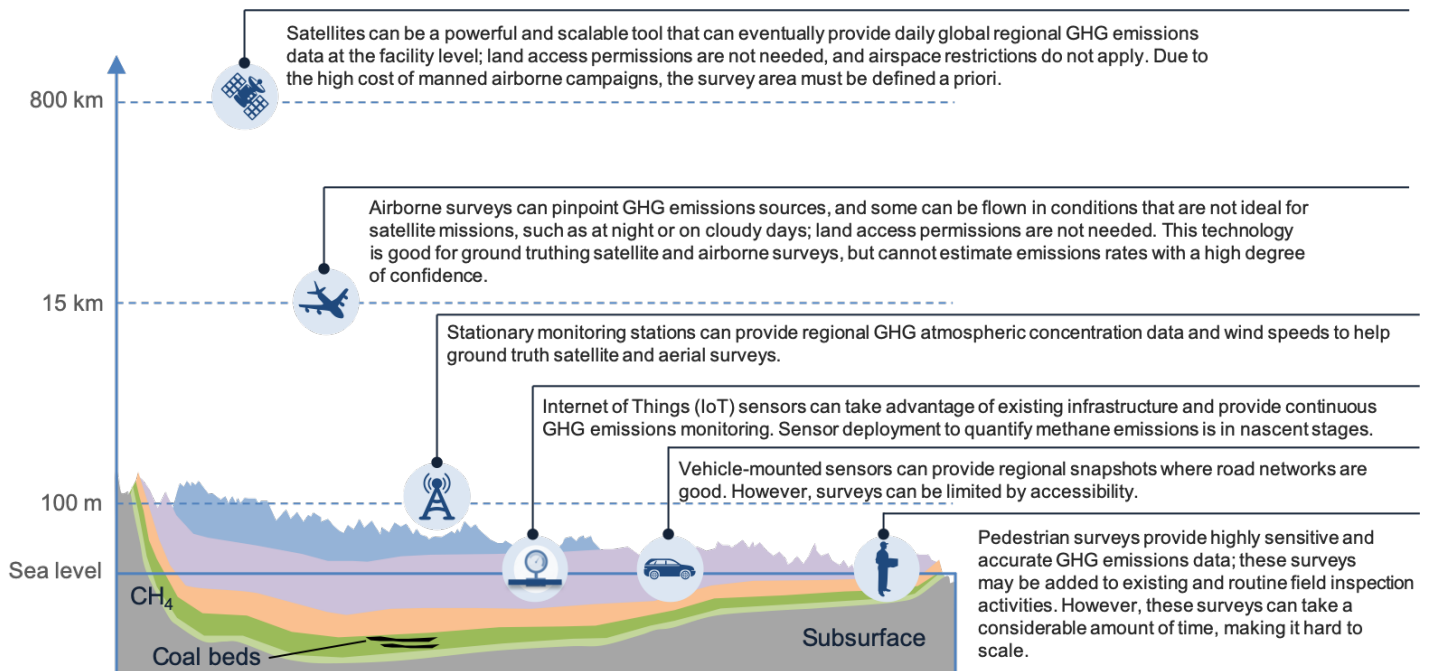 Satellites can be a powerful and scalable tool that can eventually provide daily global regional GHG emissions
data at the facility level; land access permissions are not needed, and airspace restrictions do not apply. Due to
the high cost of manned airborne campaigns, the survey area must be defined a priori.
800 km
Airborne surveys can pinpoint GHG emissions sources, and some can be flown in conditions that are not ideal for
satellite missions, such as at night or on cloudy days; land access permissions are not needed. This technology
is good for ground truthing satellite and airborne surveys, but cannot estimate emissions rates with a high degree
of confidence.
15 km
Stationary monitoring stations can provide regional GHG atmospheric concentration data and wind speeds to help
ground truth satellite and aerial surveys.
Internet of Things (IoT) sensors can take advantage of existing infrastructure and provide continuous
GHG emissions monitoring. Sensor deployment to quantify methane emissions is in nascent stages.
Vehicle-mounted sensors can provide regional snapshots where road networks are
good. However, surveys can be limited by accessibility.
100 m
Pedestrian surveys provide highly sensitive and
accurate GHG emissions data; these surveys
may be added to existing and routine field inspection
activities. However, these surveys can take a
considerable amount of time, making it hard to
scale.
Sea level
CH₄
Subsurface
Coal beds